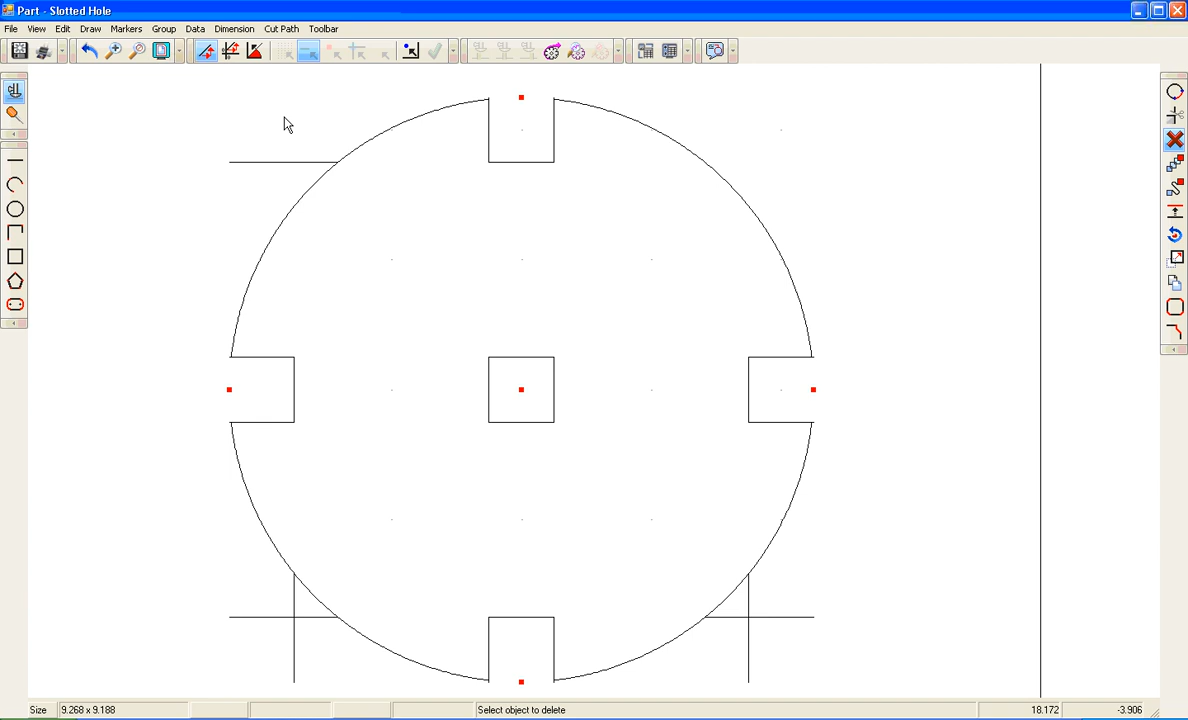 Part - Slotted Hole
File View Edit Draw Markers Group Data Dimension Cut Path Toolbar
Size 9.268 x 9.188 Select object to delete 18.172 -3.906